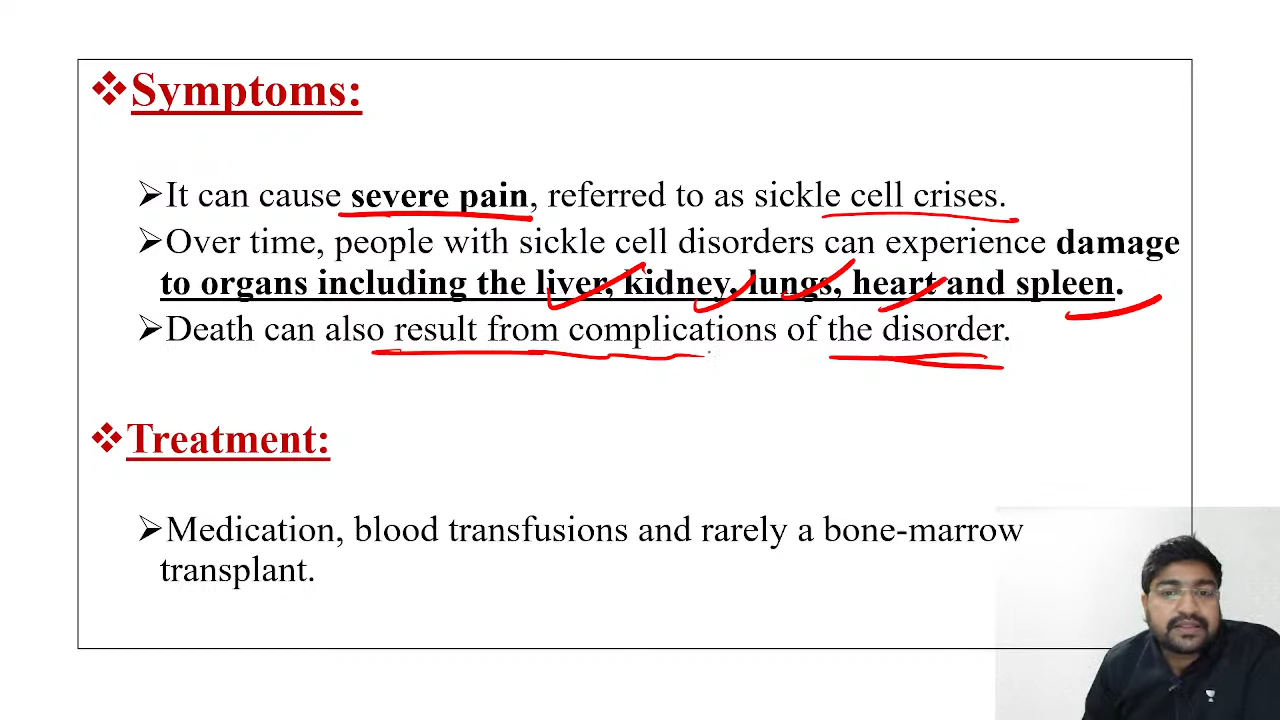 ❖Symptoms:
➢It can cause severe pain, referred to as sickle cell crises.
➢Over time, people with sickle cell disorders can experience damage
to organs including the liver, kidney, lungs, heart and spleen.
➢Death can also result from complications of the disorder.
❖Treatment:
➢Medication, blood transfusions and rarely a bone-marrow
transplant.